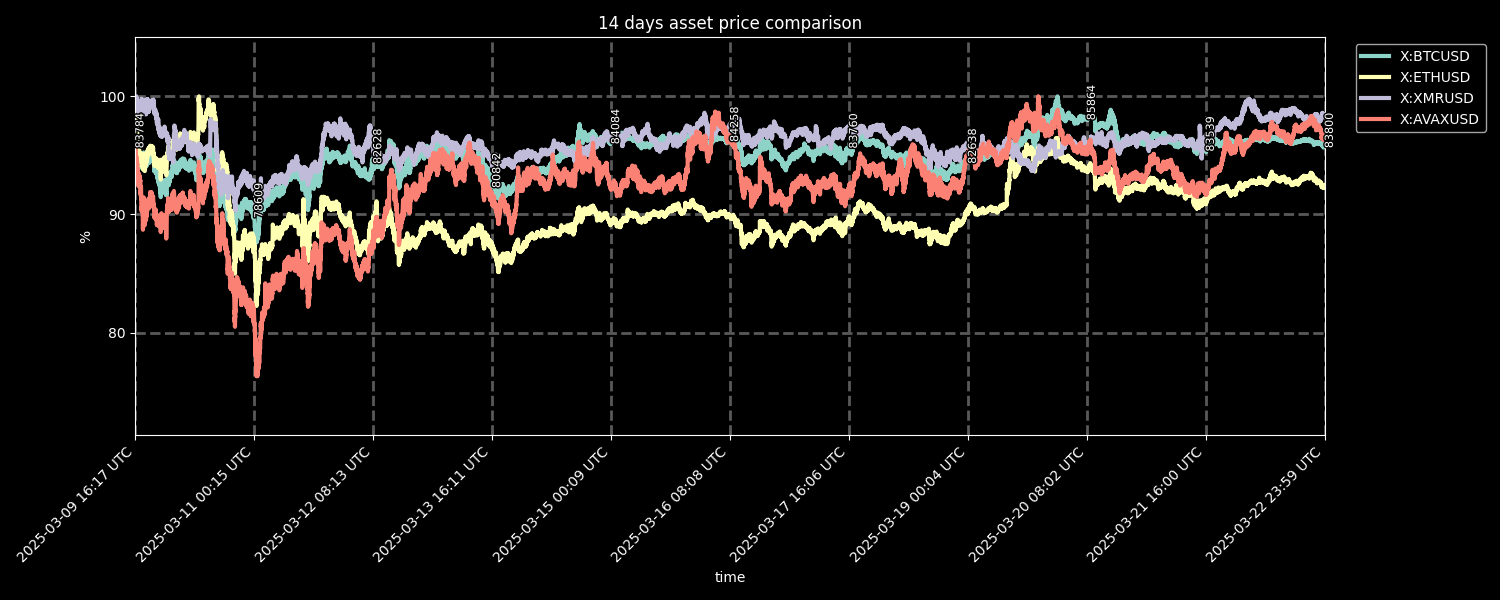 14 days asset price comparison
X:BTCUSD
X:ETHUSD
X:XMRUSD
X:AVAXUSD
100
90
80
%
83784
78609
82628
80842
84084
84258
83760
82638
85864
83539
83800
2025-03-09 16:17 UTC
2025-03-11 00:15 UTC
2025-03-12 08:13 UTC
2025-03-13 16:11 UTC
2025-03-15 00:09 UTC
2025-03-16 08:08 UTC
2025-03-17 16:06 UTC
2025-03-19 00:04 UTC
2025-03-20 08:02 UTC
2025-03-21 16:00 UTC
2025-03-22 23:59 UTC
time